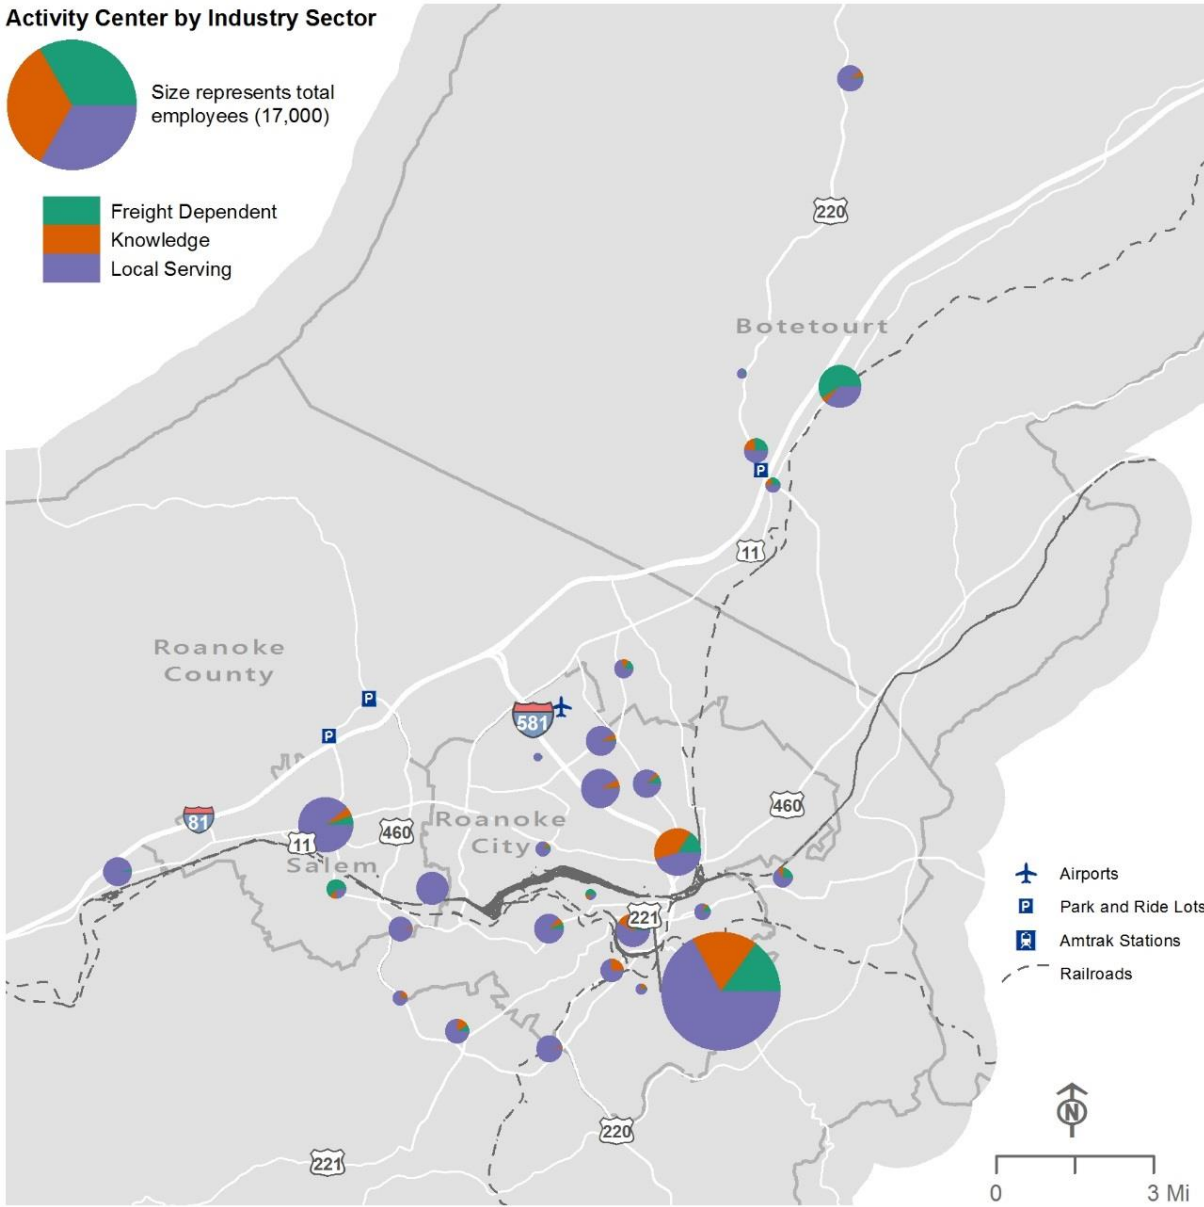 Activity Center by Industry Sector
Size represents total
employees (17,000)
Freight Dependent
Knowledge
Local Serving
220
Botetourt
P
11
Roanoke
County
P
P
581
81
11
460
Roanoke
City
460
Salem
221
Airports
P Park and Ride Lots
Amtrak Stations
Railroads
N
220
221
0 3 Mi